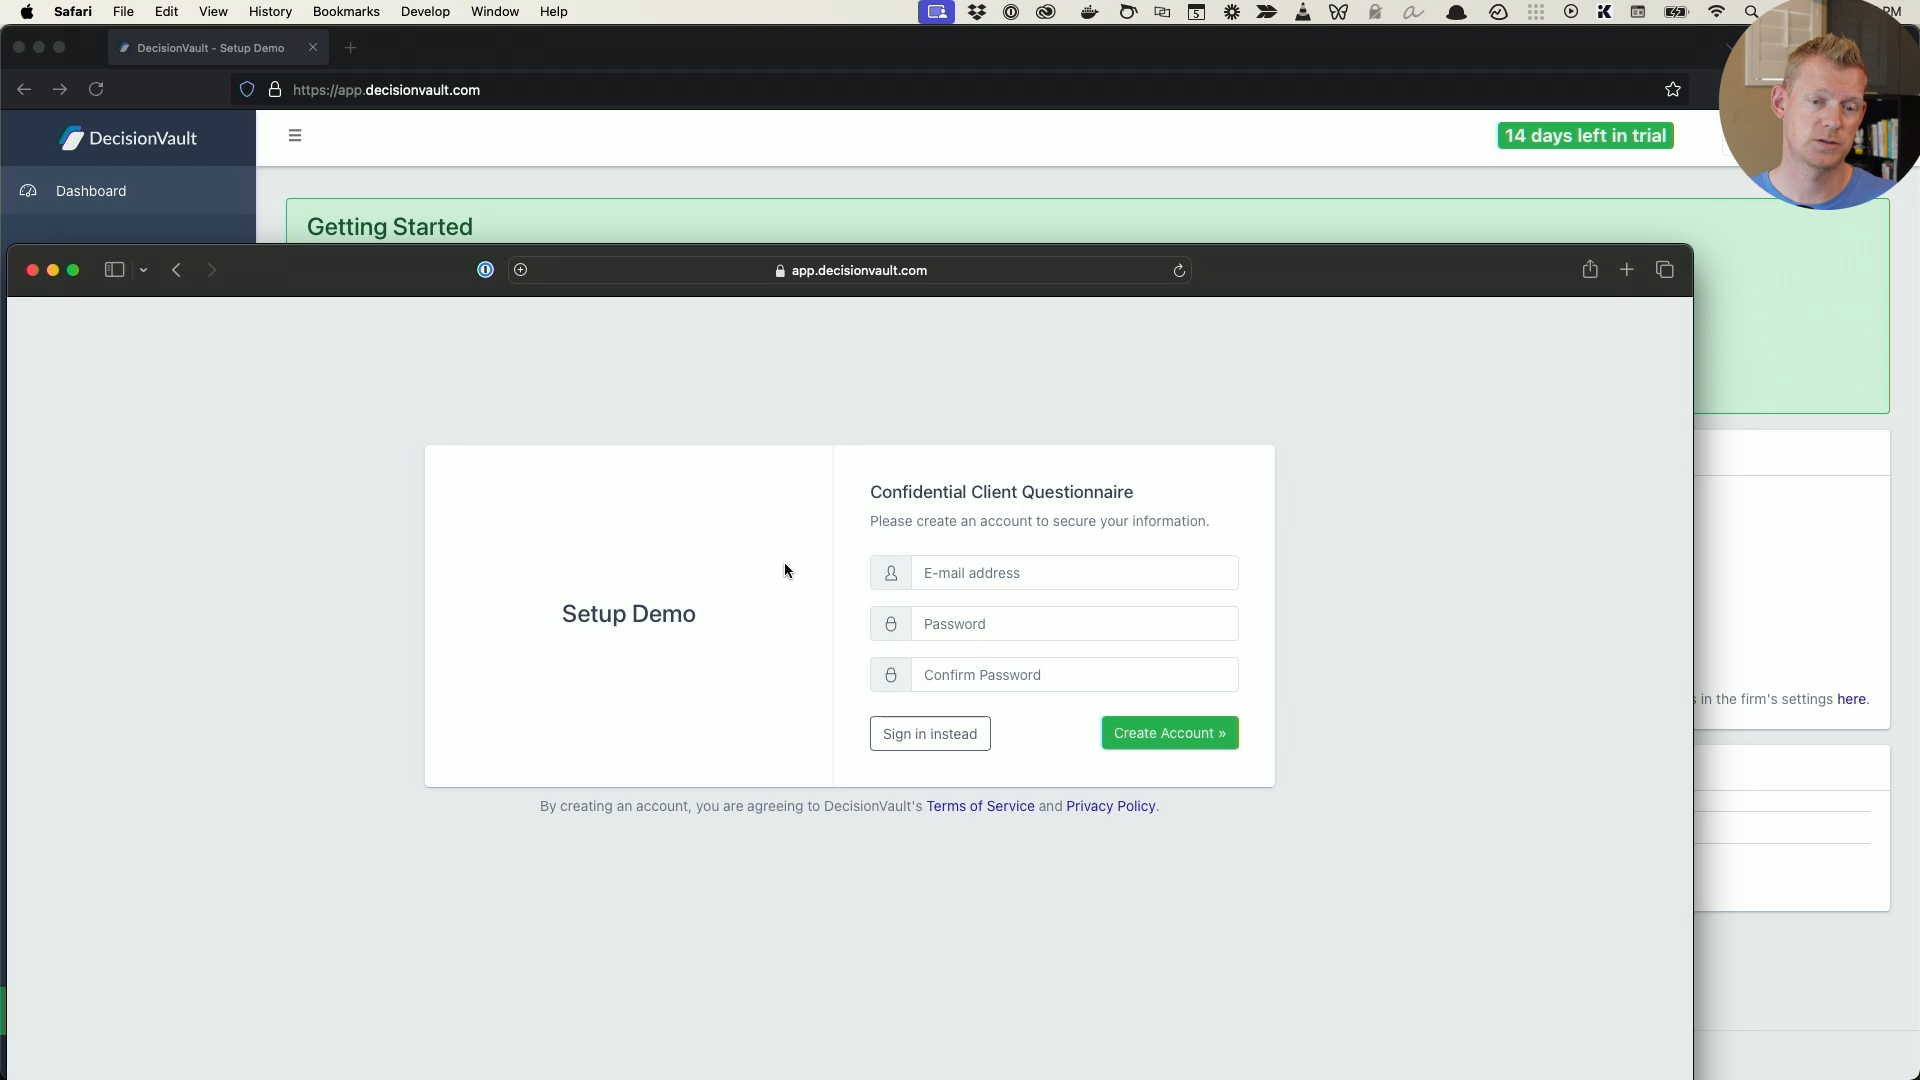 Safari File Edit View History Bookmarks Develop Window Help
5
PM
DecisionVault - Setup Demo
https://app.decisionvault.com
DecisionVault
14 days left in trial
Dashboard
Getting Started
app.decisionvault.com
Confidential Client Questionnaire
Please create an account to secure your information.
E-mail address
Setup Demo
Password
Confirm Password
in the firm's settings here.
Sign in instead
Create Account »
By creating an account, you are agreeing to DecisionVault's Terms of Service and Privacy Policy.